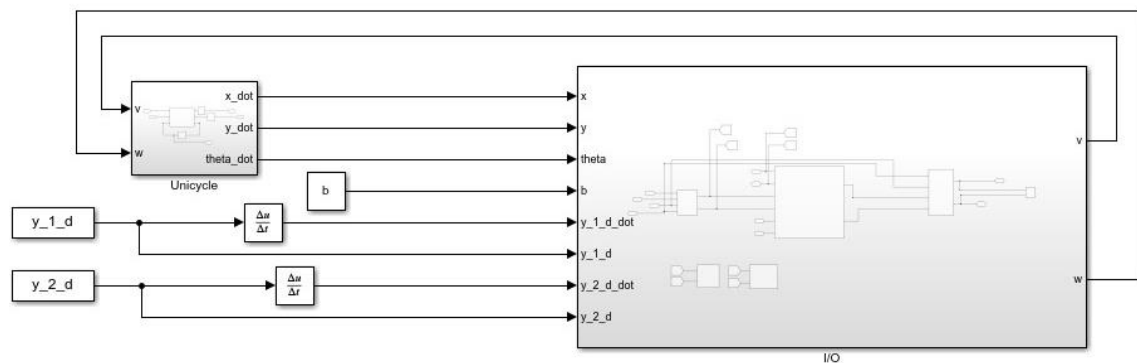 v
w
x_dot
y_dot
theta_dot
Unicycle
b
y_1_d
Δu
Δt
y_2_d
Δu
Δt
x
y
theta
b
y_1_d_dot
y_1_d
y_2_d_dot
y_2_d
v
w
I/O